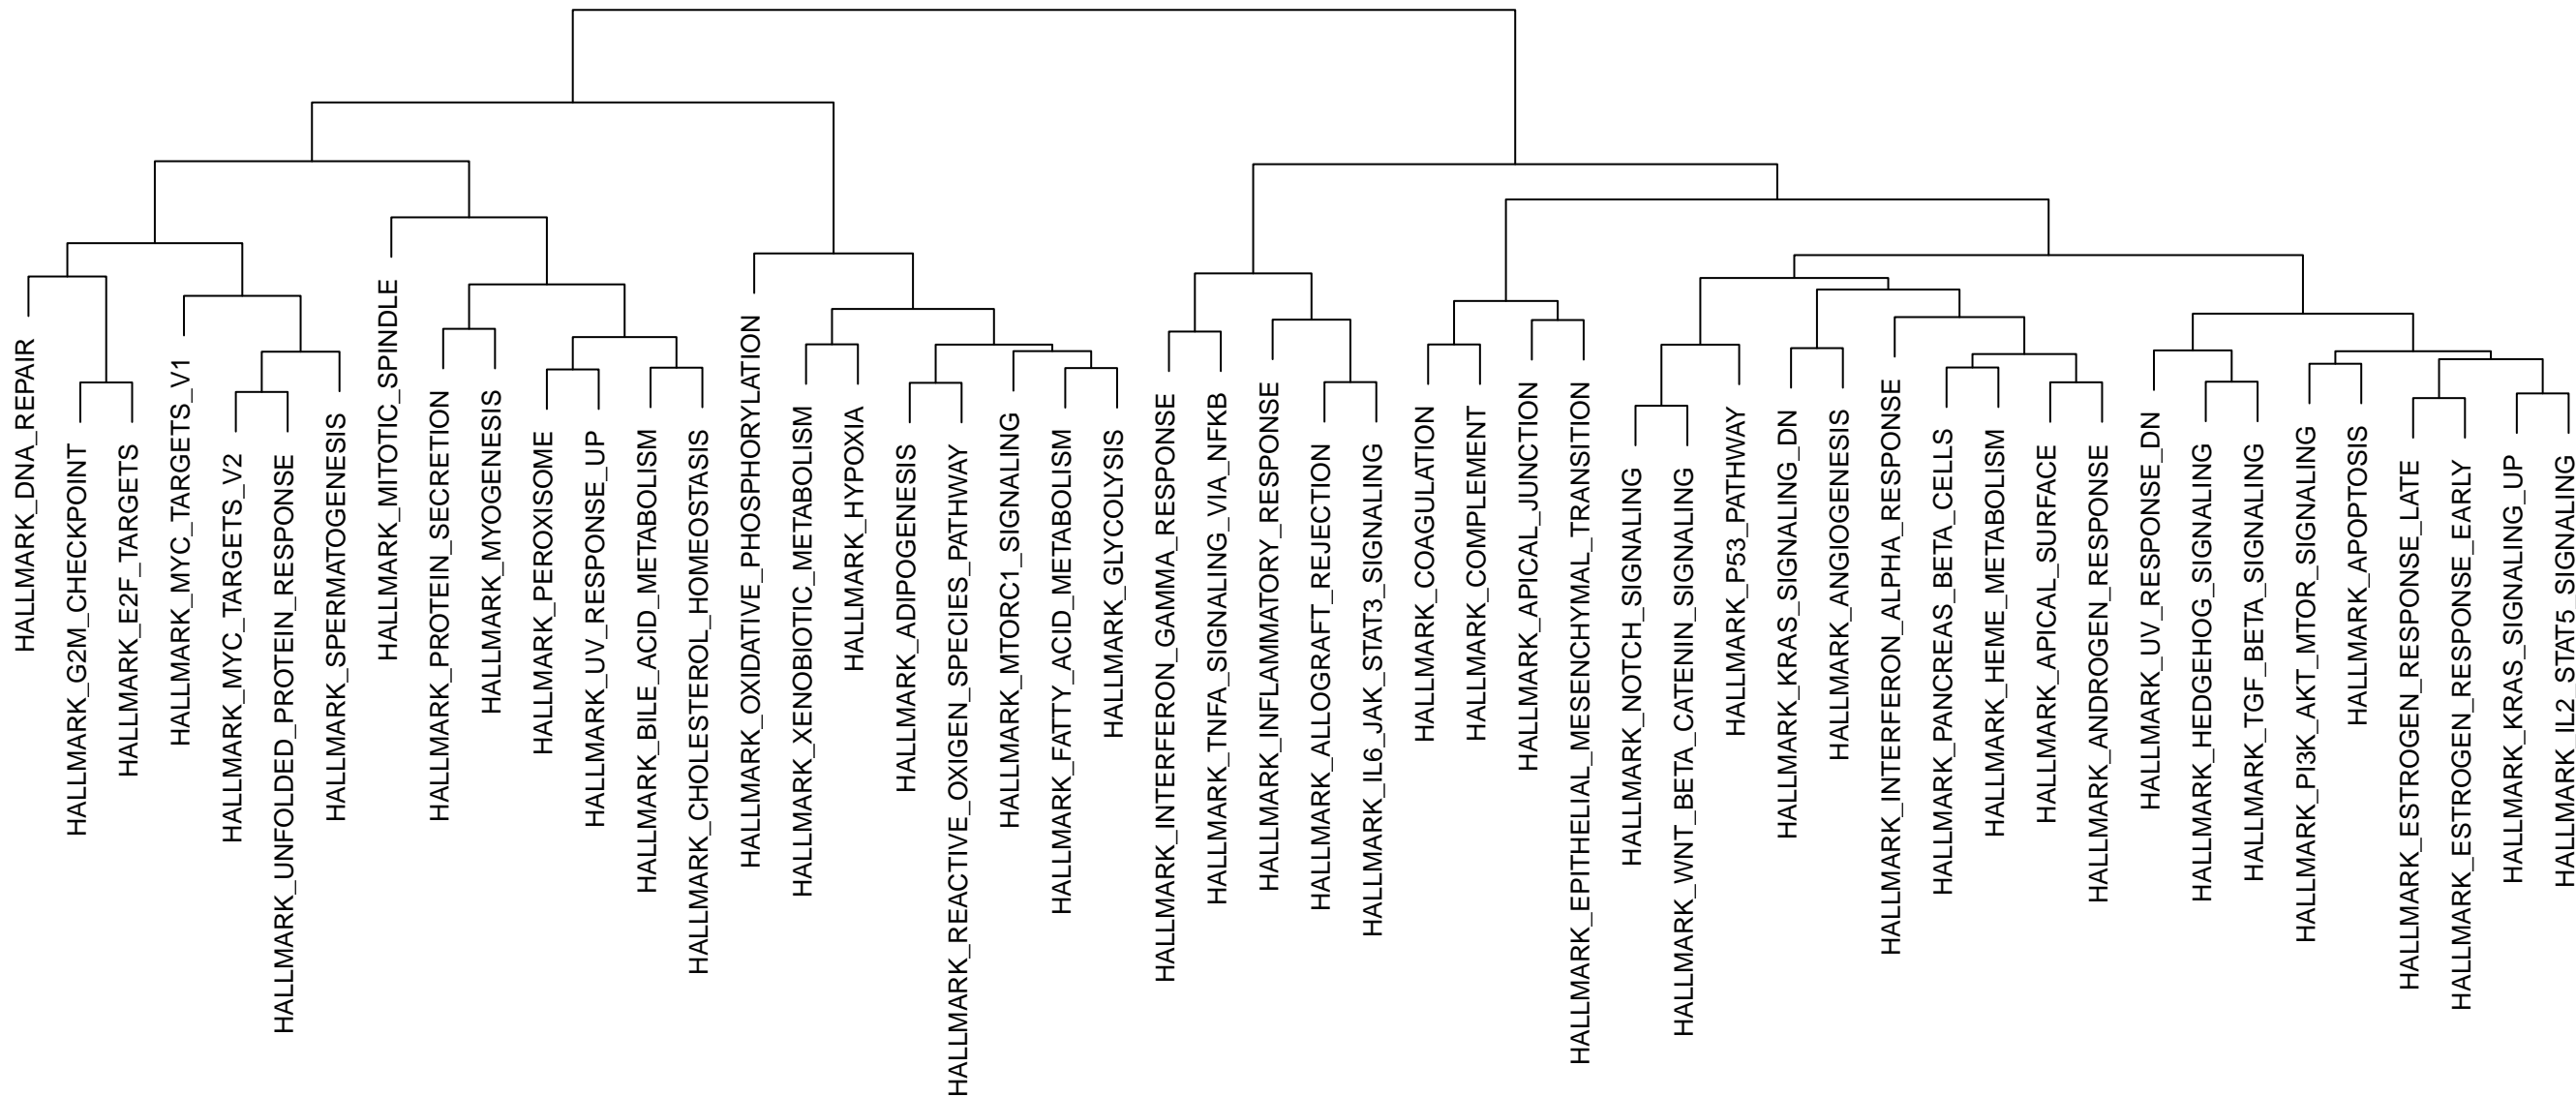 HALLMARK_DNA_REPAIR
HALLMARK_G2M_CHECKPOINT
HALLMARK_E2F_TARGETS
HALLMARK_MYC_TARGETS_V1
HALLMARK_MYC_TARGETS_V2
HALLMARK_UNFOLDED_PROTEIN_RESPONSE
HALLMARK_SPERMATOGENESIS
HALLMARK_MITOTIC_SPINDLE
HALLMARK_PROTEIN_SECRETION
HALLMARK_MYOGENESIS
HALLMARK_PEROXISOME
HALLMARK_UV_RESPONSE_UP
HALLMARK_BILE_ACID_METABOLISM
HALLMARK_CHOLESTEROL_HOMEOSTASIS
HALLMARK_OXIDATIVE_PHOSPHORYLATION
HALLMARK_XENOBIOTIC_METABOLISM
HALLMARK_HYPOXIA
HALLMARK_ADIPOGENESIS
HALLMARK_REACTIVE_OXIGEN_SPECIES_PATHWAY
HALLMARK_MTORC1_SIGNALING
HALLMARK_FATTY_ACID_METABOLISM
HALLMARK_GLYCOLYSIS
HALLMARK_INTERFERON_GAMMA_RESPONSE
HALLMARK_TNFA_SIGNALING_VIA_NFKB
HALLMARK_INFLAMMATORY_RESPONSE
HALLMARK_ALLOGRAFT_REJECTION
HALLMARK_IL6_JAK_STAT3_SIGNALING
HALLMARK_COAGULATION
HALLMARK_COMPLEMENT
HALLMARK_APICAL_JUNCTION
HALLMARK_EPITHELIAL_MESENCHYMAL_TRANSITION
HALLMARK_NOTCH_SIGNALING
HALLMARK_WNT_BETA_CATENIN_SIGNALING
HALLMARK_P53_PATHWAY
HALLMARK_KRAS_SIGNALING_DN
HALLMARK_ANGIOGENESIS
HALLMARK_INTERFERON_ALPHA_RESPONSE
HALLMARK_PANCREAS_BETA_CELLS
HALLMARK_HEME_METABOLISM
HALLMARK_APICAL_SURFACE
HALLMARK_ANDROGEN_RESPONSE
HALLMARK_UV_RESPONSE_DN
HALLMARK_HEDGEHOG_SIGNALING
HALLMARK_TGF_BETA_SIGNALING
HALLMARK_PI3K_AKT_MTOR_SIGNALING
HALLMARK_APOPTOSIS
HALLMARK_ESTROGEN_RESPONSE_LATE
HALLMARK_ESTROGEN_RESPONSE_EARLY
HALLMARK_KRAS_SIGNALING_UP
HALLMARK_IL2_STAT5_SIGNALING